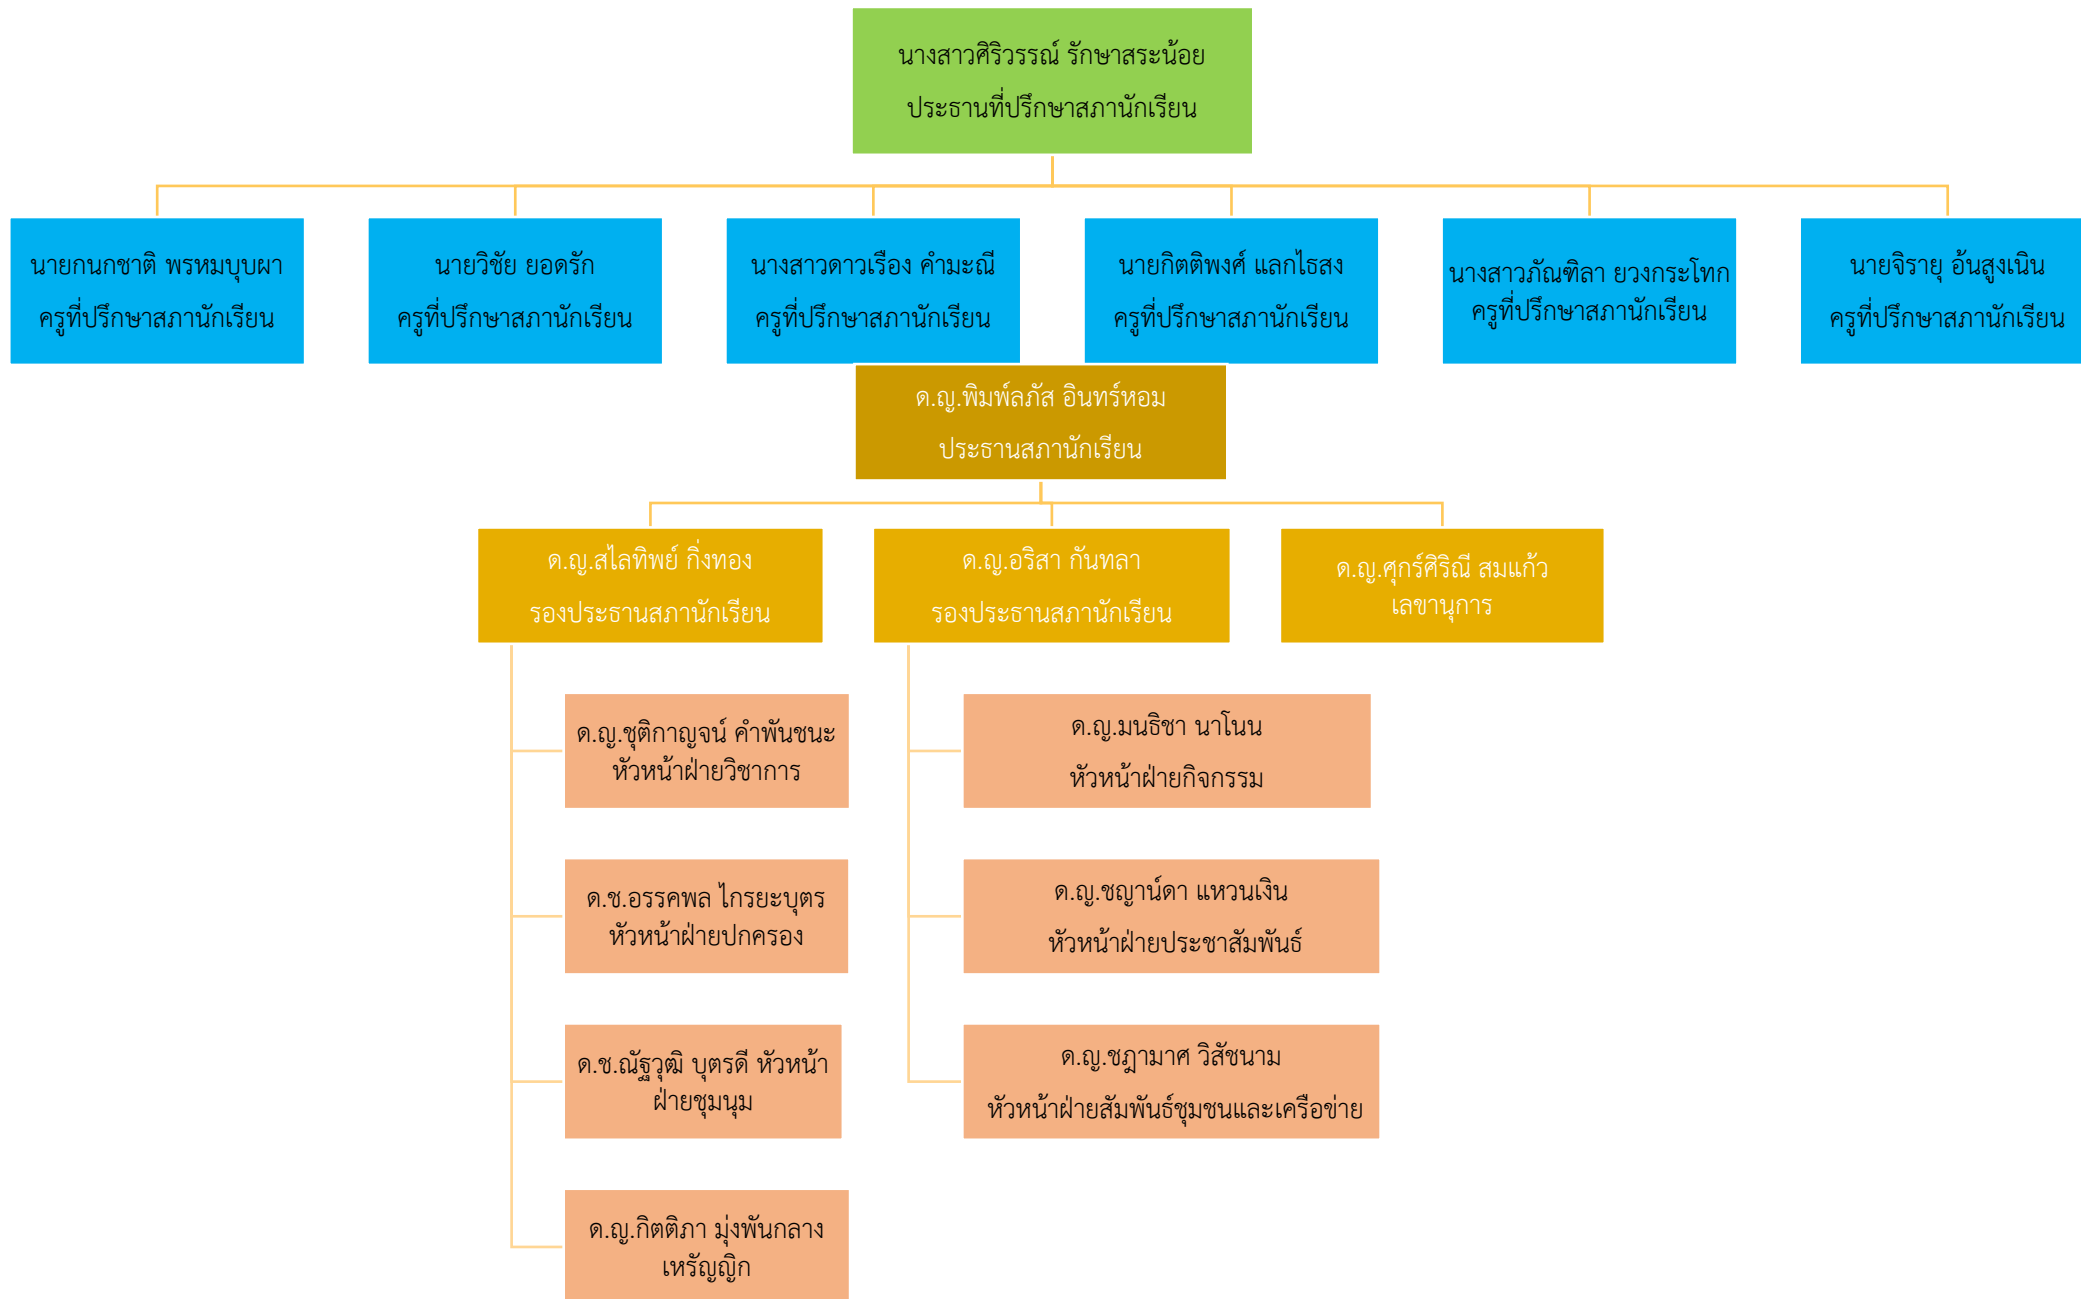 นางสาวศิริวรรณ์ รักษาสระน้อย
ประธานที่ปรึกษาสภานักเรียน
นายกนกชาติ พรหมบุบผา
ครูที่ปรึกษาสภานักเรียน
นายวิชัย ยอดรัก
ครูที่ปรึกษาสภานักเรียน
นางสาวดาวเรือง คำมะณี
ครูที่ปรึกษาสภานักเรียน
นายกิตติพงศ์ แลกไธสง
ครูที่ปรึกษาสภานักเรียน
นางสาวภัณฑิลา ยวงกระโทก
ครูที่ปรึกษาสภานักเรียน
นายจิรายุ อ้นสูงเนิน
ครูที่ปรึกษาสภานักเรียน
ด.ญ.พิมพ์ลภัส อินทร์หอม
ประธานสภานักเรียน
ด.ญ.สไลทิพย์ กิ่งทอง
รองประธานสภานักเรียน
ด.ญ.อริสา กันทลา
รองประธานสภานักเรียน
ด.ญ.ศุกร์ศิริณี สมแก้ว
เลขานุการ
ด.ญ.ชุติกาญจน์ คำพันชนะ
หัวหน้าฝ่ายวิชาการ
ด.ญ.มนธิชา นาโนน
หัวหน้าฝ่ายกิจกรรม
ด.ช.อรรคพล ไกรยะบุตร
หัวหน้าฝ่ายปกครอง
ด.ญ.ชญาน์ดา แหวนเงิน
หัวหน้าฝ่ายประชาสัมพันธ์
ด.ช.ณัฐวุฒิ บุตรดี หัวหน้า
ฝ่ายชุมนุม
ด.ญ.ชฎามาศ วิสัชนาม
หัวหน้าฝ่ายสัมพันธ์ชุมชนและเครือข่าย
ด.ญ.กิตติภา มุ่งพันกลาง
เหรัญญิก